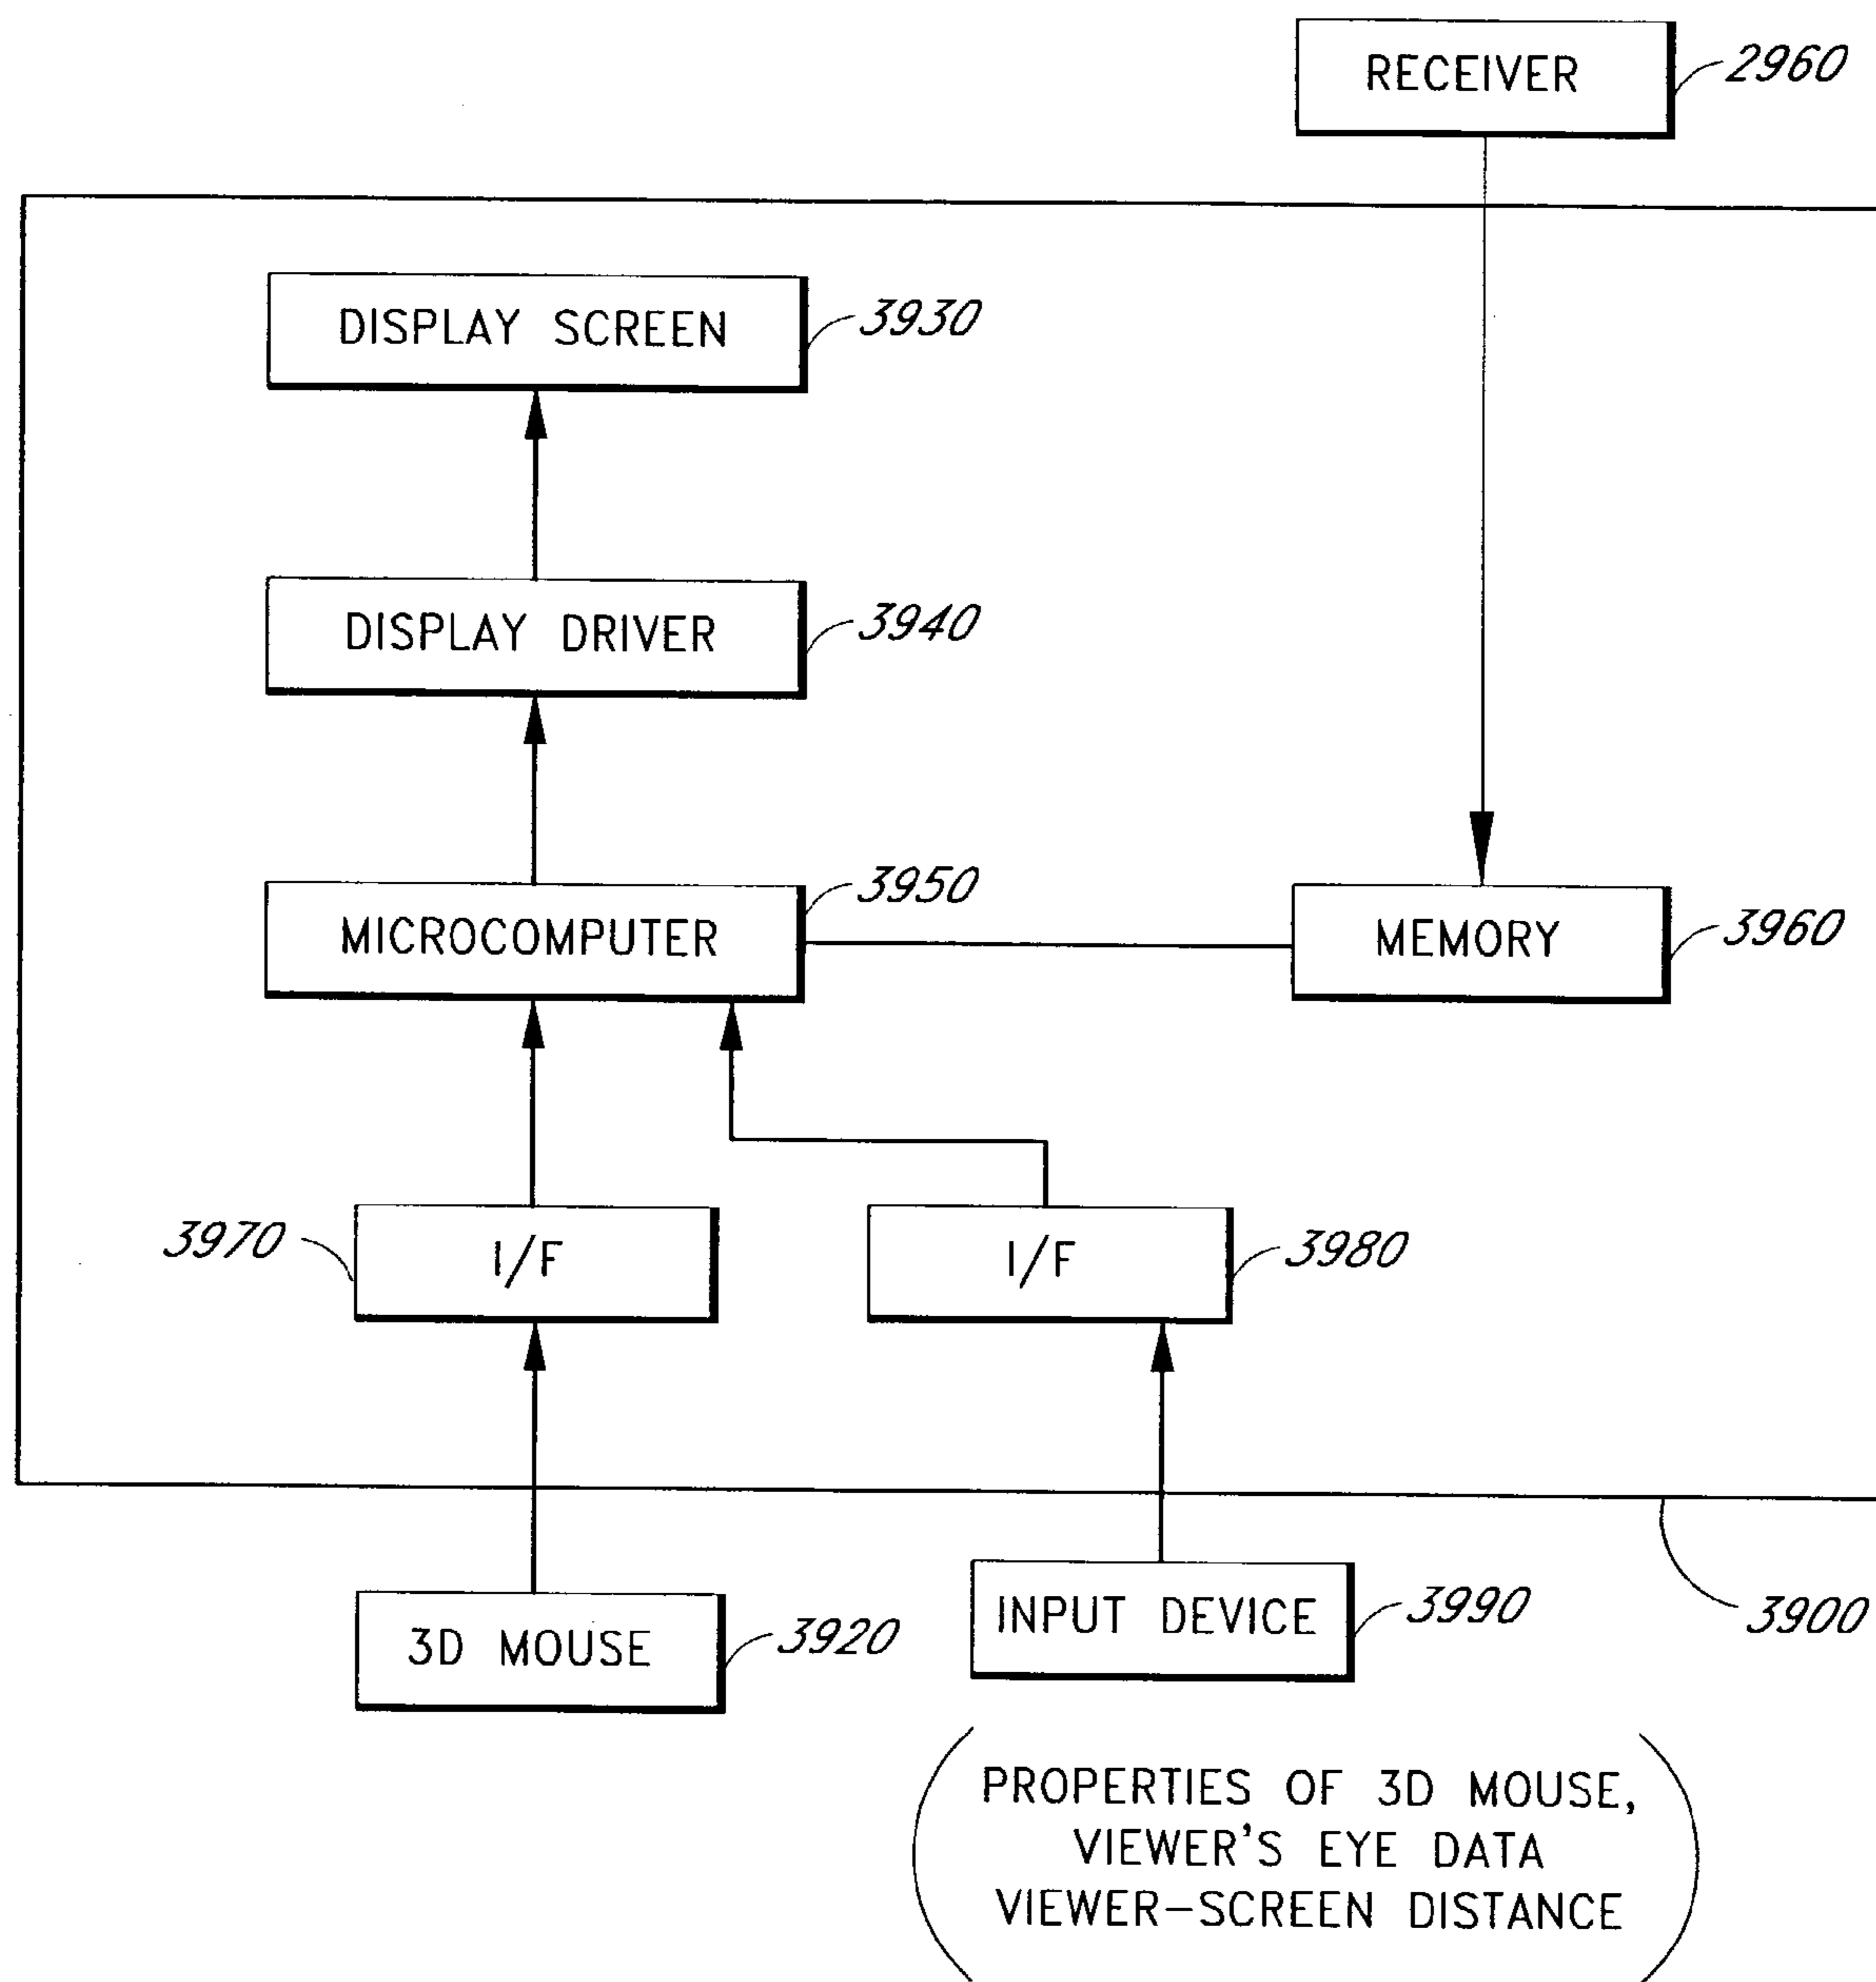 RECEIVER
2960
DISPLAY SCREEN
3930
DISPLAY DRIVER
3940
MICROCOMPUTER
3950
MEMORY
3960
3970
I/F
I/F
3980
3D MOUSE
3920
INPUT DEVICE
3990
3900
PROPERTIES OF 3D MOUSE,
VIEWER'S EYE DATA
VIEWER-SCREEN DISTANCE